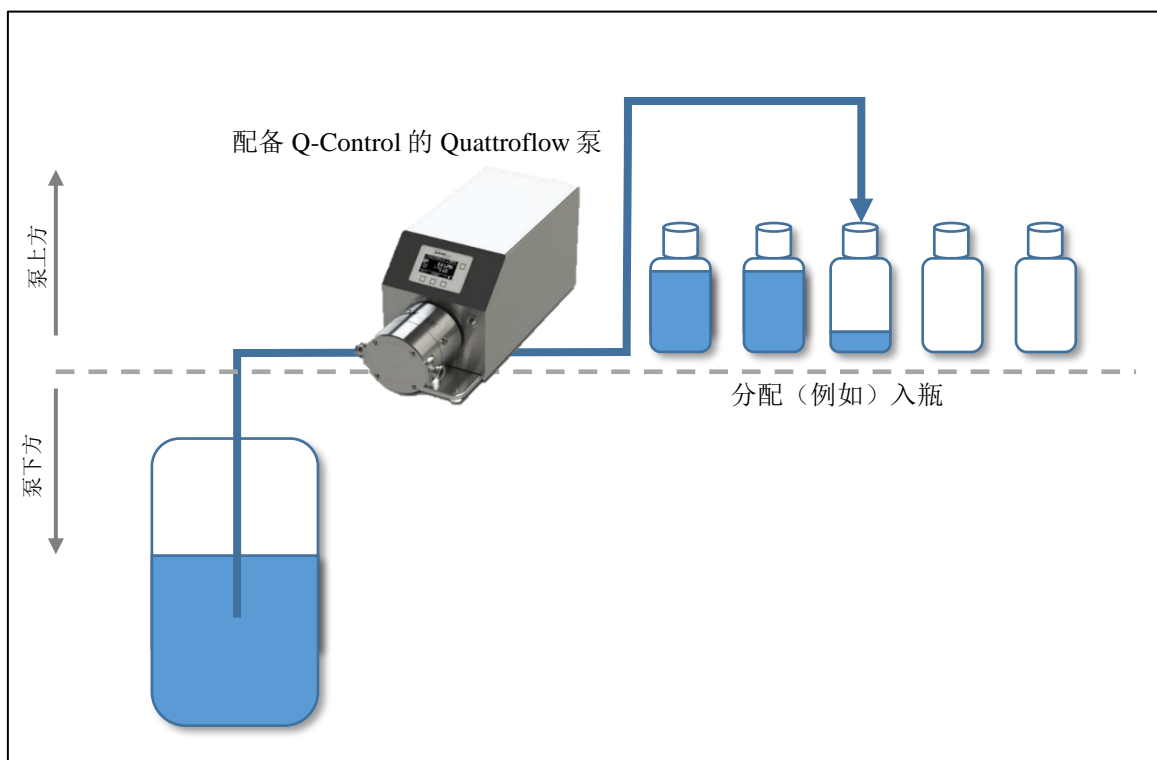 配备 Q-Control 的 Quattroflow 泵
泵上方
分配（例如）入瓶
泵下方